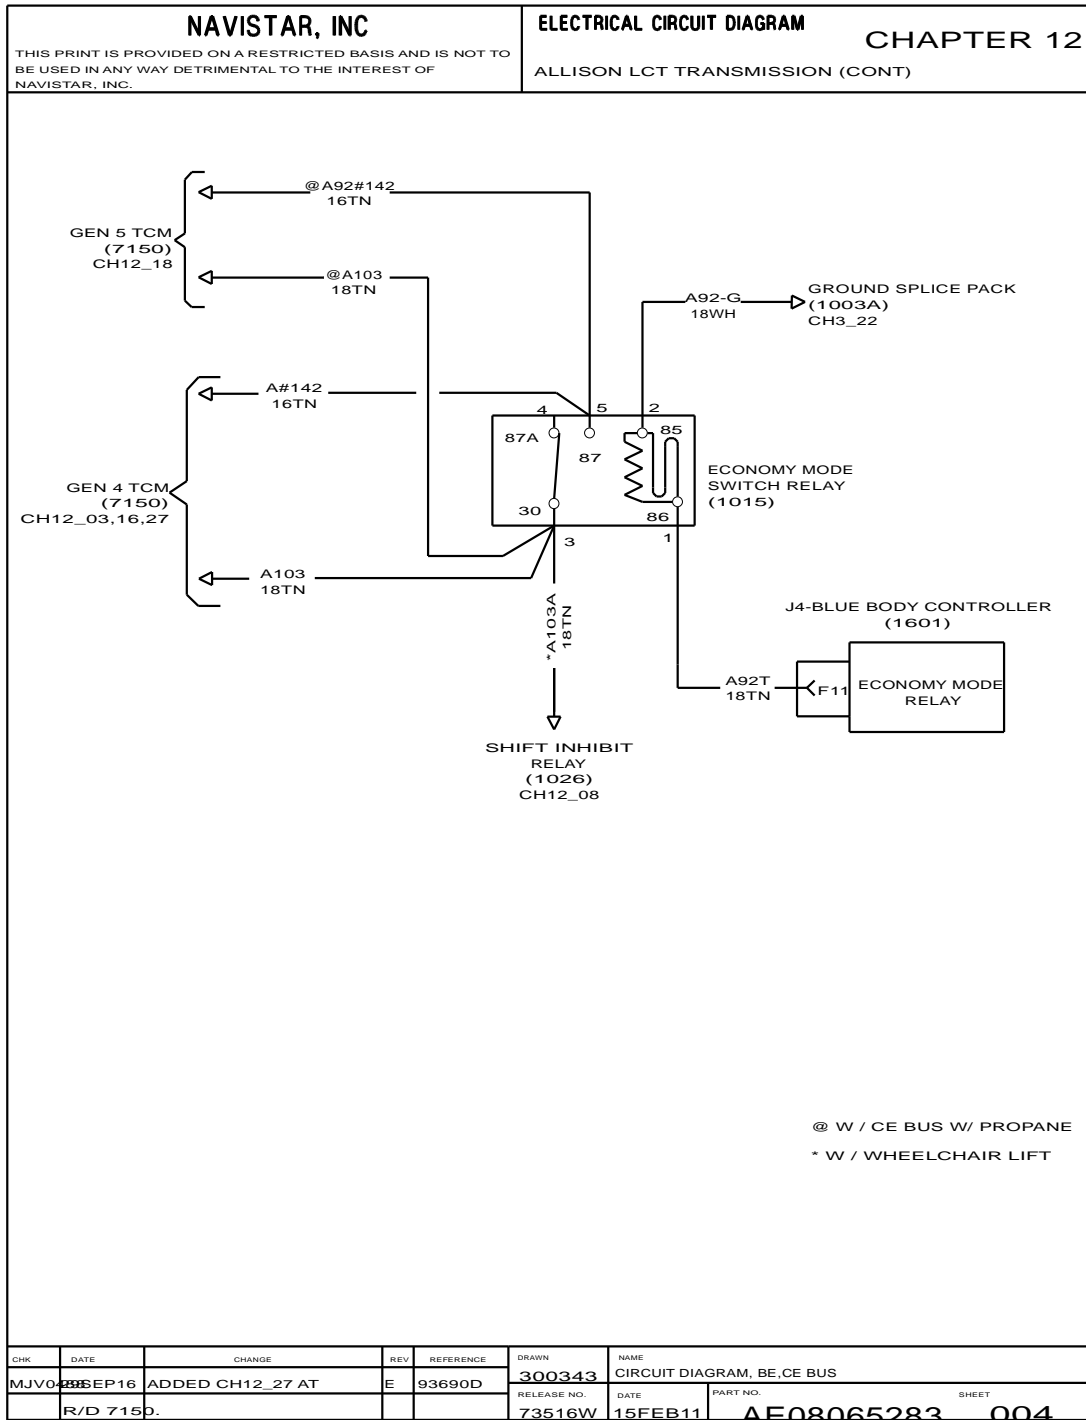 NAVISTAR, INC
THIS PRINT IS PROVIDED ON A RESTRICTED BASIS AND IS NOT TO
BE USED IN ANY WAY DETRIMENTAL TO THE INTEREST OF
NAVISTAR, INC.
ELECTRICAL CIRCUIT DIAGRAM
CHAPTER 12
ALLISON LCT TRANSMISSION (CONT)
@A92#142
16TN
GEN 5 TCM
(7150)
CH12_18
@A103
18TN
A92-G
18WH
GROUND SPLICE PACK
(1003A)
CH3_22
A#142
16TN
4
5
2
87A
87
85
30
86
3
1
ECONOMY MODE
SWITCH RELAY
(1015)
GEN 4 TCM
(7150)
CH12_03,16,27
A103
18TN
*A103A
18TN
J4-BLUE BODY CONTROLLER
(1601)
A92T
18TN
F11
ECONOMY MODE
RELAY
SHIFT INHIBIT
RELAY
(1026)
CH12_08
@ W / CE BUS W/ PROPANE
* W / WHEELCHAIR LIFT
CHK DATE CHANGE REV REFERENCE DRAWN NAME
ADDED CH12_27 AT E 93690D 300343 CIRCUIT DIAGRAM, BE,CE BUS
RELEASE NO. DATE PART NO. SHEET
R/D 7150. 73516W 15FEB11 AE08065283 004